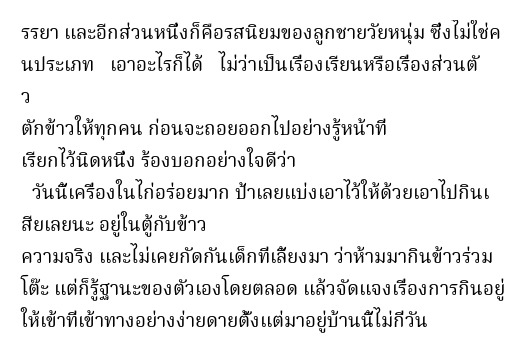 รรยา และอีกส่วนหนึ่งก็คือรสนิยมของลูกชายวัยหนุ่ม ซึ่งไม่ใช่ค
นประเภท   เอาอะไรก็ได้   ไม่ว่าเป็นเรื่องเรียนหรือเรื่องส่วนตั
ว
ตักข้าวให้ทุกคน ก่อนจะถอยออกไปอย่างรู้หน้าที่
เรียกไว้นิดหนึ่ง ร้องบอกอย่างใจดีว่า
  วันนี้เครื่องในไก่อร่อยมาก ป้าเลยแบ่งเอาไว้ให้ด้วยเอาไปกินเ
สียเลยนะ อยู่ในตู้กับข้าว
ความจริง และไม่เคยกีดกันเด็กที่เลี้ยงมา ว่าห้ามมากินข้าวร่วม
โต๊ะ แต่ก็รู้ฐานะของตัวเองโดยตลอด แล้วจัดแจงเรื่องการกินอยู่
ให้เข้าที่เข้าทางอย่างง่ายดายตั้งแต่มาอยู่บ้านนี้ไม่กี่วัน